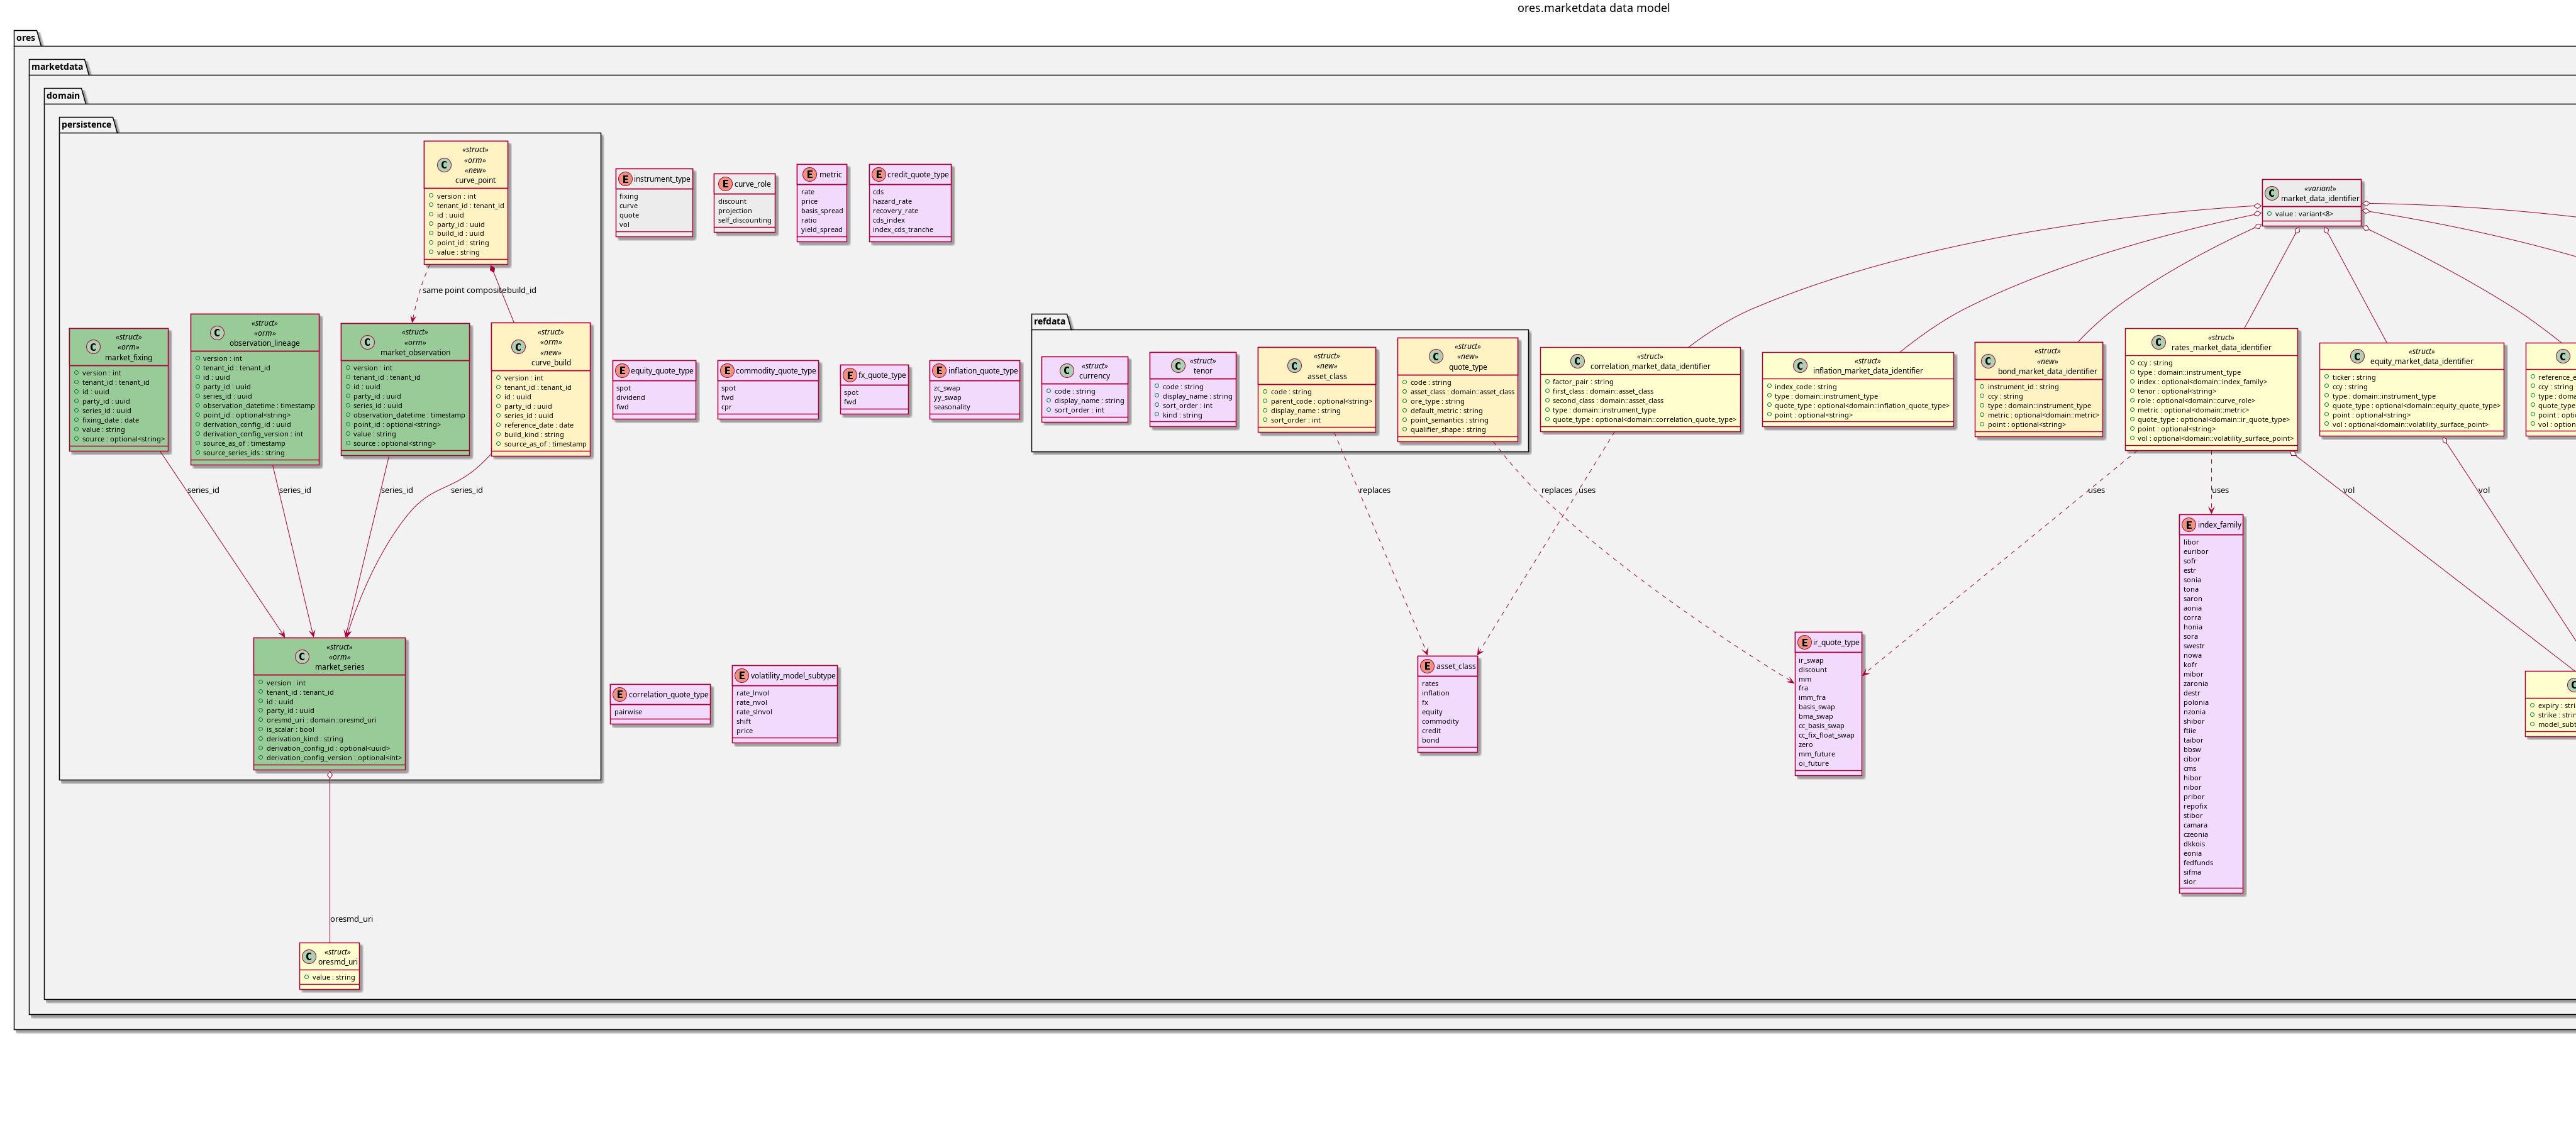 ores.marketdata data model
ores
marketdata
domain
persistence
«struct»
«orm»
«new»
curve_point
version : int
tenant_id : tenant_id
id : uuid
party_id : uuid
build_id : uuid
point_id : string
value : string
same point composite
build_id
«struct»
«orm»
market_fixing
version : int
tenant_id : tenant_id
id : uuid
party_id : uuid
series_id : uuid
fixing_date : date
value : string
source : optional<string>
«struct»
«orm»
observation_lineage
version : int
tenant_id : tenant_id
id : uuid
party_id : uuid
series_id : uuid
observation_datetime : timestamp
point_id : optional<string>
derivation_config_id : uuid
derivation_config_version : int
source_as_of : timestamp
source_series_ids : string
«struct»
«orm»
market_observation
version : int
tenant_id : tenant_id
id : uuid
party_id : uuid
series_id : uuid
observation_datetime : timestamp
point_id : optional<string>
value : string
source : optional<string>
«struct»
«orm»
«new»
curve_build
version : int
tenant_id : tenant_id
id : uuid
party_id : uuid
series_id : uuid
reference_date : date
build_kind : string
source_as_of : timestamp
series_id
series_id
series_id
series_id
«struct»
«orm»
market_series
version : int
tenant_id : tenant_id
id : uuid
party_id : uuid
oresmd_uri : domain::oresmd_uri
is_scalar : bool
derivation_kind : string
derivation_config_id : optional<uuid>
derivation_config_version : optional<int>
oresmd_uri
«struct»
oresmd_uri
value : string
instrument_type
fixing
curve
quote
vol
curve_role
discount
projection
self_discounting
metric
rate
price
basis_spread
ratio
yield_spread
credit_quote_type
cds
hazard_rate
recovery_rate
cds_index
index_cds_tranche
equity_quote_type
spot
dividend
fwd
commodity_quote_type
spot
fwd
cpr
fx_quote_type
spot
fwd
inflation_quote_type
zc_swap
yy_swap
seasonality
correlation_quote_type
pairwise
volatility_model_subtype
rate_lnvol
rate_nvol
rate_slnvol
shift
price
refdata
«struct»
currency
code : string
display_name : string
sort_order : int
«struct»
tenor
code : string
display_name : string
sort_order : int
kind : string
«struct»
«new»
asset_class
code : string
parent_code : optional<string>
display_name : string
sort_order : int
«struct»
«new»
quote_type
code : string
asset_class : domain::asset_class
ore_type : string
default_metric : string
point_semantics : string
qualifier_shape : string
replaces
replaces
uses
asset_class
rates
inflation
fx
equity
commodity
credit
bond
«variant»
market_data_identifier
value : variant<8>
«struct»
correlation_market_data_identifier
factor_pair : string
first_class : domain::asset_class
second_class : domain::asset_class
type : domain::instrument_type
quote_type : optional<domain::correlation_quote_type>
«struct»
inflation_market_data_identifier
index_code : string
type : domain::instrument_type
quote_type : optional<domain::inflation_quote_type>
point : optional<string>
«struct»
«new»
bond_market_data_identifier
instrument_id : string
ccy : string
type : domain::instrument_type
metric : optional<domain::metric>
point : optional<string>
«struct»
rates_market_data_identifier
ccy : string
type : domain::instrument_type
index : optional<domain::index_family>
tenor : optional<string>
role : optional<domain::curve_role>
metric : optional<domain::metric>
quote_type : optional<domain::ir_quote_type>
point : optional<string>
vol : optional<domain::volatility_surface_point>
«struct»
equity_market_data_identifier
ticker : string
ccy : string
type : domain::instrument_type
quote_type : optional<domain::equity_quote_type>
point : optional<string>
vol : optional<domain::volatility_surface_point>
reference_e
ccy : string
type : doma
quote_type
point : optio
vol : option
uses
uses
vol
vol
ir_quote_type
ir_swap
discount
mm
fra
imm_fra
basis_swap
bma_swap
cc_basis_swap
cc_fix_float_swap
zero
mm_future
oi_future
index_family
libor
euribor
sofr
estr
sonia
tona
saron
aonia
corra
honia
sora
swestr
nowa
kofr
mibor
zaronia
destr
polonia
nzonia
shibor
ftiie
taibor
bbsw
cibor
cms
hibor
nibor
pribor
repofix
stibor
camara
czeonia
dkkois
eonia
fedfunds
sifma
sior
expiry : stri
strike : strin
model_subt